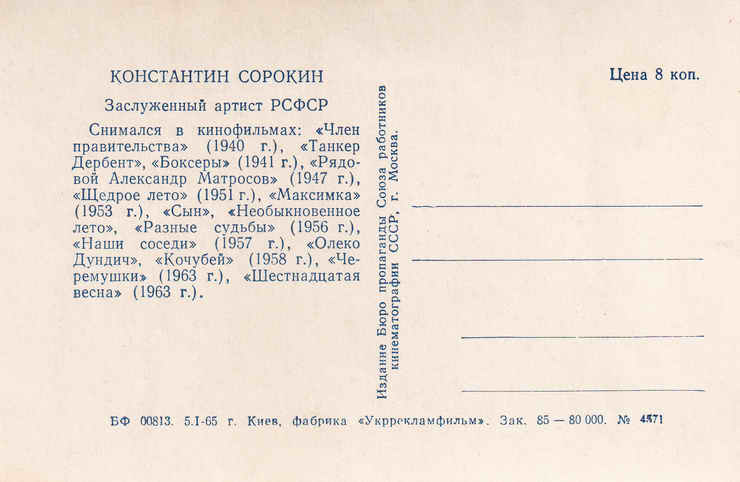 КОНСТАНТИН СОРОКИН
Заслуженный артист РСФСР
Снимался в кинофильмах: «Член
правительства» (1940 г.), «Танкер
Дербент», «Боксеры» (1941 г.), «Рядо-
вой Александр Матросов» (1947 г.),
«Щедрое лето» (1951 г.), «Максимка»
(1953 г.), «Сын», «Необыкновенное
лето», «Разные судьбы» (1956 г.),
«Наши соседи» (1957 г.), «Олеко
Дундич», «Кочубей» (1958 г.), «Че-
ремушки» (1963 г.), «Шестнадцатая
весна» (1963 г.).
Издание Бюро пропаганды Союза работников
кинематографии СССР, г. Москва.
Цена 8 коп.
БФ 00813. 5.I-65 г. Киев, фабрика «Укррекламфильм». Зак. 85 — 80 000. № 4571